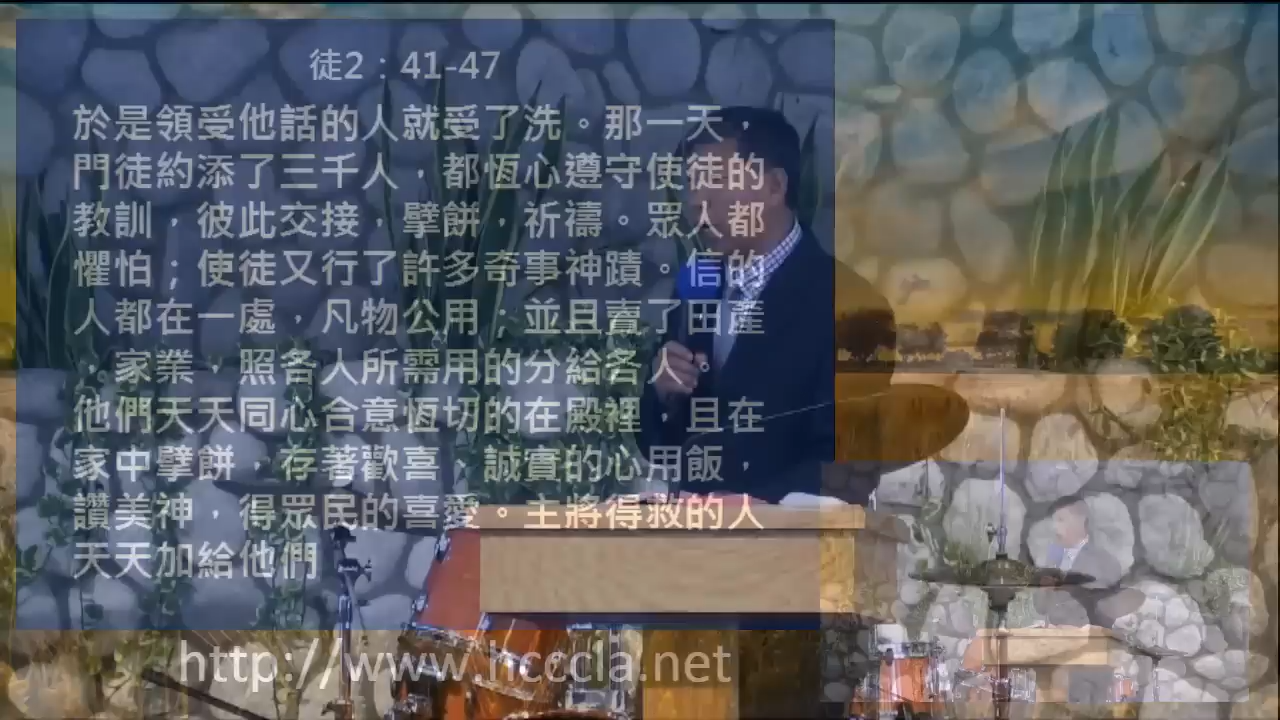 徒2：41-47
於是領受他話的人就受了洗。那一天，
門徒約添了三千人，都恆心遵守使徒的
教訓，彼此交接，擘餅，祈禱。眾人都
懼怕；使徒又行了許多奇事神蹟。信的
人都在一處，凡物公用；並且賣了田產
，家業，照各人所需用的分給各人。
他們天天同心合意恆切的在殿裡，且在
家中擘餅，存著歡喜、誠實的心用飯，
讚美神，得眾民的喜愛。主將得救的人
天天加給他們
http://www.hcccla.net